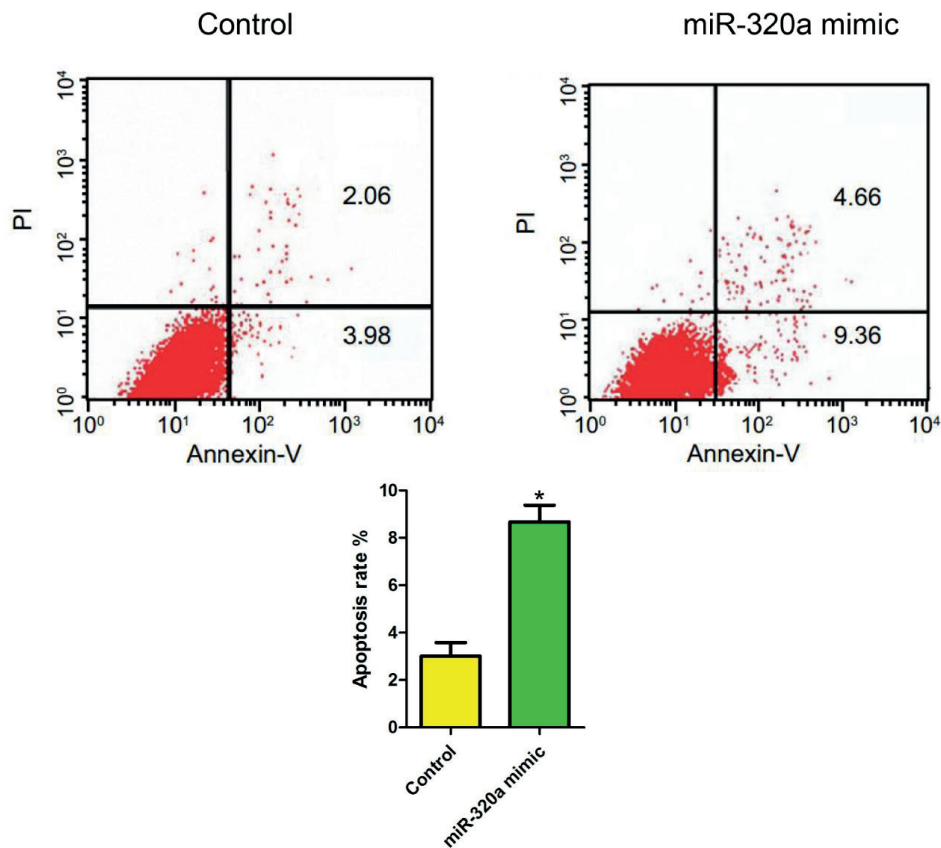 Control
miR-320a mimic
10⁴
10³
10²
10¹
10⁰
PI
2.06
3.98
10⁰ 10¹ 10² 10³ 10⁴
Annexin-V
10⁴
10³
10²
10¹
10⁰
PI
4.66
9.36
10⁰ 10¹ 10² 10³ 10⁴
Annexin-V
Apoptosis rate %
10
8
6
4
2
0
*
Control
miR-320a mimic